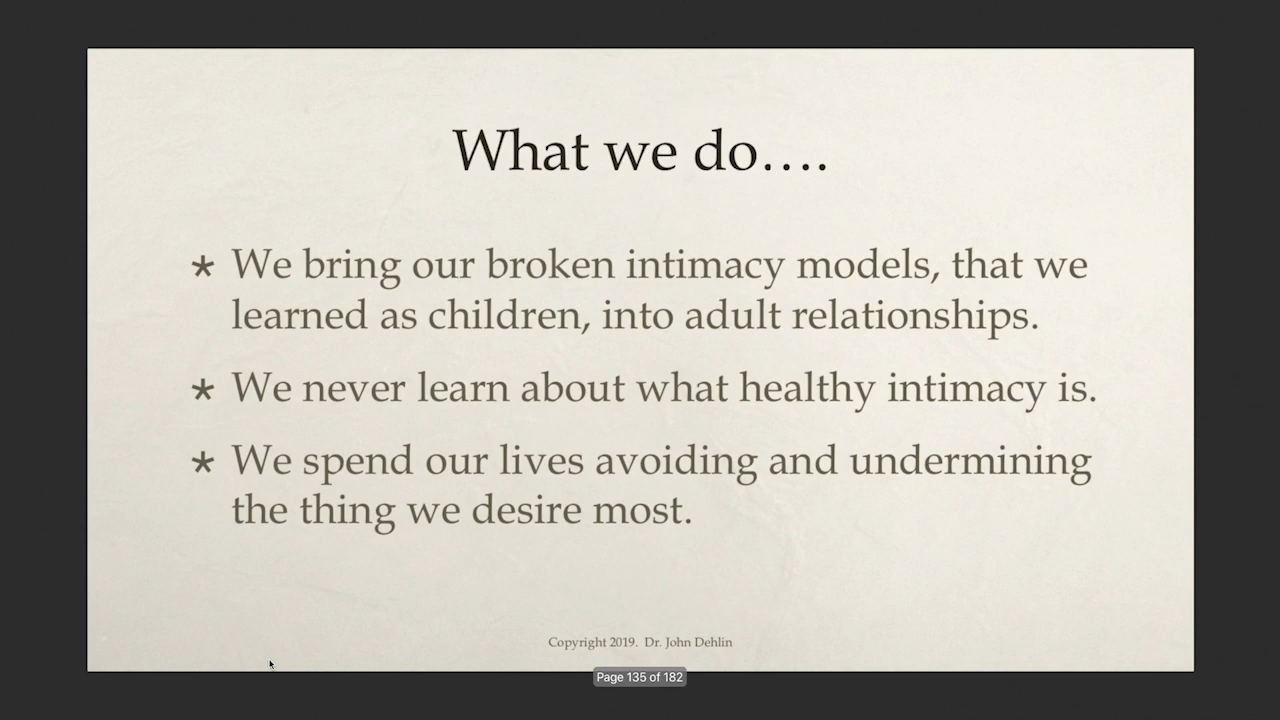 What we do….
* We bring our broken intimacy models, that we
learned as children, into adult relationships.
* We never learn about what healthy intimacy is.
* We spend our lives avoiding and undermining
the thing we desire most.
Copyright 2019. Dr. John Dehlin
Page 135 of 182